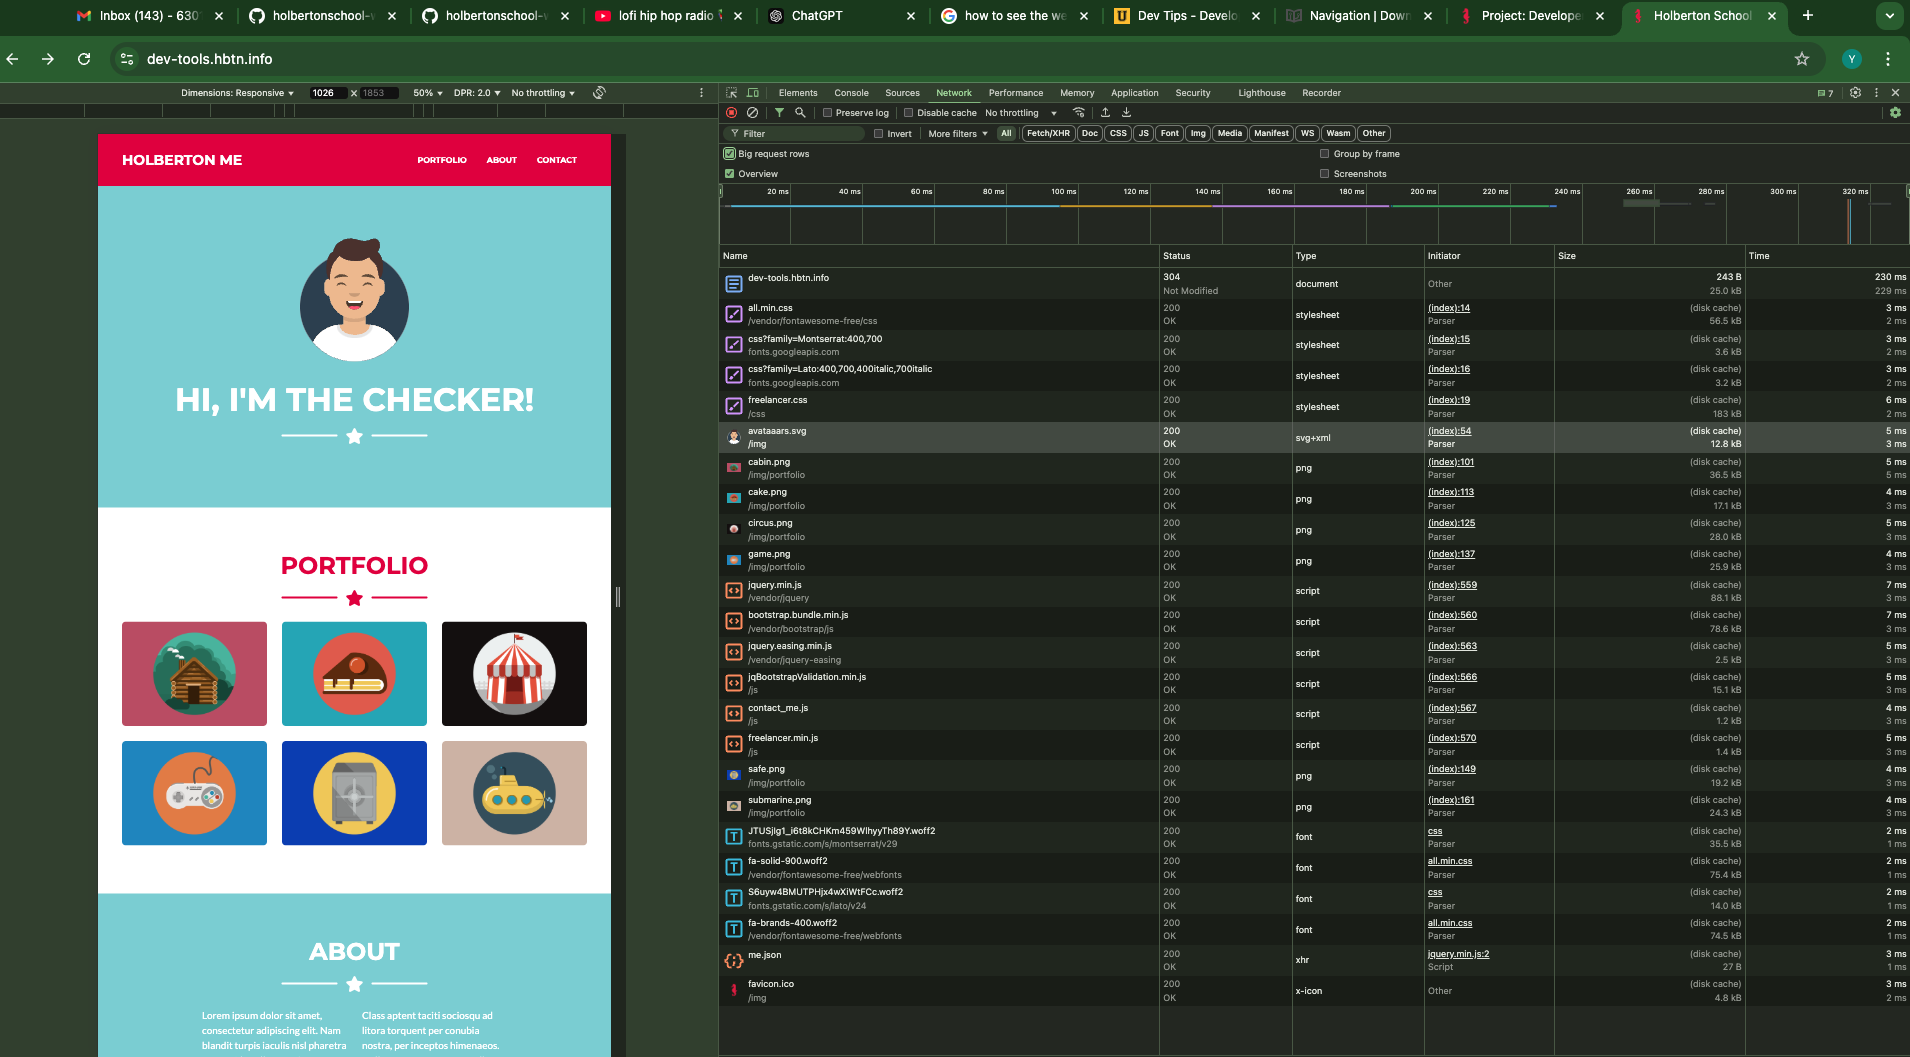 Inbox (143) - 630
holbertonschool-
holbertonschool-
lofi hip hop radio
ChatGPT
how to see the we
Dev Tips - Develo
Navigation | Down
Project: Develope
Holberton School
dev-tools.hbtn.info
Y
Dimensions: Responsive
1026 x 1853
50%
DPR: 2.0
No throttling
HOLBERTON ME
PORTFOLIO ABOUT CONTACT
HI, I'M THE CHECKER!
PORTFOLIO
ABOUT
Lorem ipsum dolor sit amet,
consectetur adipiscing elit. Nam
blandit turpis iaculis nisl pharetra
Class aptent taciti sociosqu ad
litora torquent per conubia
nostra, per inceptos himenaeos.
Elements Console Sources Network Performance Memory Application Security Lighthouse Recorder
7
Preserve log Disable cache No throttling
Filter Invert More filters All Fetch/XHR Doc CSS JS Font Img Media Manifest WS Wasm Other
Big request rows Group by frame
Overview Screenshots
20 ms 40 ms 60 ms 80 ms 100 ms 120 ms 140 ms 160 ms 180 ms 200 ms 220 ms 240 ms 260 ms 280 ms 300 ms 320 ms
Name Status Type Initiator Size Time
dev-tools.hbtn.info 304 document Other 243 B 230 ms
Not Modified 25.0 kB 229 ms
all.min.css 200 stylesheet (index):14 (disk cache) 3 ms
/vendor/fontawesome-free/css OK Parser 56.5 kB 2 ms
css?family=Montserrat:400,700 200 stylesheet (index):15 (disk cache) 3 ms
fonts.googleapis.com OK Parser 3.6 kB 2 ms
css?family=Lato:400,700,400italic,700italic 200 stylesheet (index):16 (disk cache) 3 ms
fonts.googleapis.com OK Parser 3.2 kB 2 ms
freelancer.css 200 stylesheet (index):19 (disk cache) 6 ms
/css OK Parser 183 kB 2 ms
avataaars.svg 200 svg+xml (index):54 (disk cache) 5 ms
/img OK Parser 12.8 kB 3 ms
cabin.png 200 png (index):101 (disk cache) 5 ms
/img/portfolio OK Parser 36.5 kB 3 ms
cake.png 200 png (index):113 (disk cache) 4 ms
/img/portfolio OK Parser 17.1 kB 3 ms
circus.png 200 png (index):125 (disk cache) 5 ms
/img/portfolio OK Parser 28.0 kB 3 ms
game.png 200 png (index):137 (disk cache) 4 ms
/img/portfolio OK Parser 25.9 kB 3 ms
jquery.min.js 200 script (index):559 (disk cache) 7 ms
/vendor/jquery OK Parser 88.1 kB 3 ms
bootstrap.bundle.min.js 200 script (index):560 (disk cache) 7 ms
/vendor/bootstrap/js OK Parser 78.6 kB 3 ms
jquery.easing.min.js 200 script (index):563 (disk cache) 5 ms
/vendor/jquery-easing OK Parser 2.5 kB 3 ms
jqBootstrapValidation.min.js 200 script (index):566 (disk cache) 5 ms
/js OK Parser 15.1 kB 3 ms
contact_me.js 200 script (index):567 (disk cache) 4 ms
/js OK Parser 1.2 kB 3 ms
freelancer.min.js 200 script (index):570 (disk cache) 5 ms
/js OK Parser 1.4 kB 3 ms
safe.png 200 png (index):149 (disk cache) 4 ms
/img/portfolio OK Parser 19.2 kB 3 ms
submarine.png 200 png (index):161 (disk cache) 4 ms
/img/portfolio OK Parser 24.3 kB 3 ms
JTUSjIg1_i6t8kCHKm459WlhyyTh89Y.woff2 200 font css (disk cache) 2 ms
fonts.gstatic.com/s/montserrat/v29 OK Parser 35.5 kB 1 ms
fa-solid-900.woff2 200 font all.min.css (disk cache) 2 ms
/vendor/fontawesome-free/webfonts OK Parser 75.4 kB 1 ms
S6uyw4BMUTPHjx4wXiWtFCc.woff2 200 font css (disk cache) 2 ms
fonts.gstatic.com/s/lato/v24 OK Parser 14.0 kB 1 ms
fa-brands-400.woff2 200 font all.min.css (disk cache) 2 ms
/vendor/fontawesome-free/webfonts OK Parser 74.5 kB 1 ms
me.json 200 xhr jquery.min.js:2 (disk cache) 3 ms
OK Script 27 B 1 ms
favicon.ico 200 x-icon Other (disk cache) 3 ms
/img OK 4.8 kB 2 ms